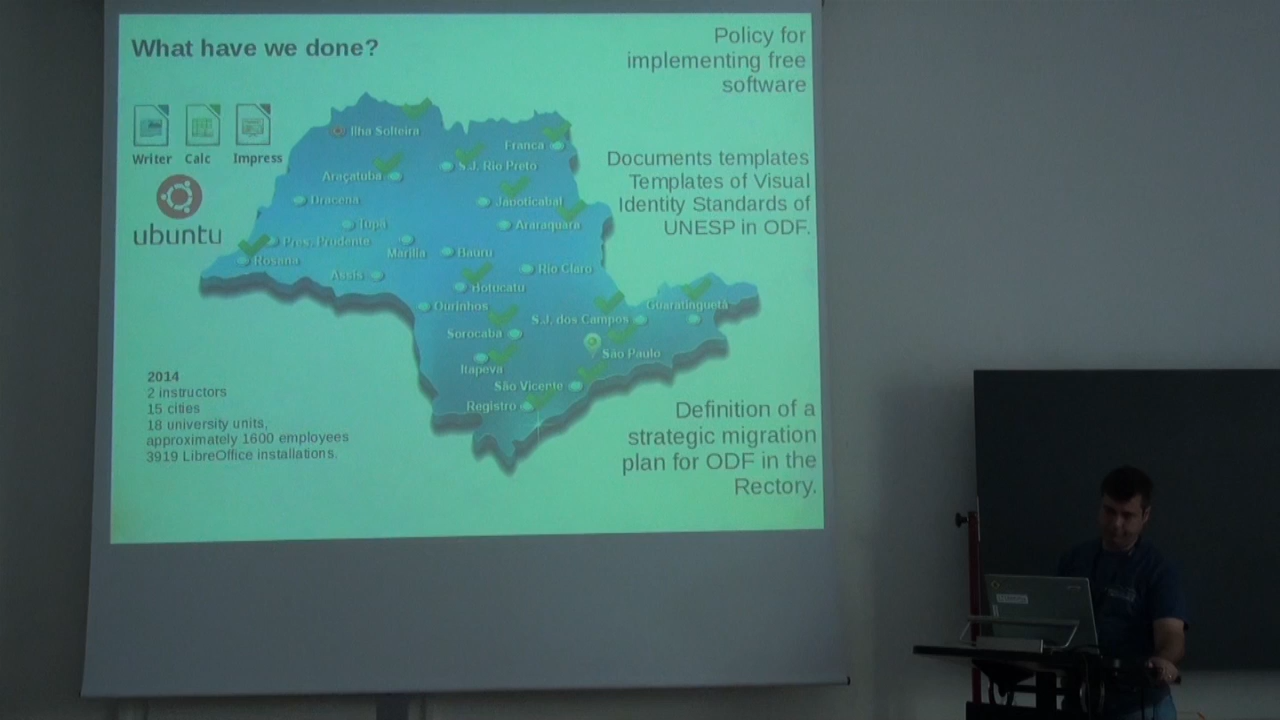 What have we done?
Policy for
implementing free
software
Writer Calc Impress
ubuntu
Documents templates
Templates of Visual
Identity Standards of
UNESP in ODF.
Ilha Solteira
Franca
S.J. Rio Preto
Araçatuba
Dracena
Jaboticabal
Tupã
Araraquara
Pres. Prudente
Marília
Bauru
Rosana
Assis
Rio Claro
Botucatu
Ourinhos
Guaratinguetá
S.J. dos Campos
Sorocaba
São Paulo
Itapeva
São Vicente
Registro
2014
2 instructors
15 cities
18 university units,
approximately 1600 employees
3919 LibreOffice installations.
Definition of a
strategic migration
plan for ODF in the
Rectory.